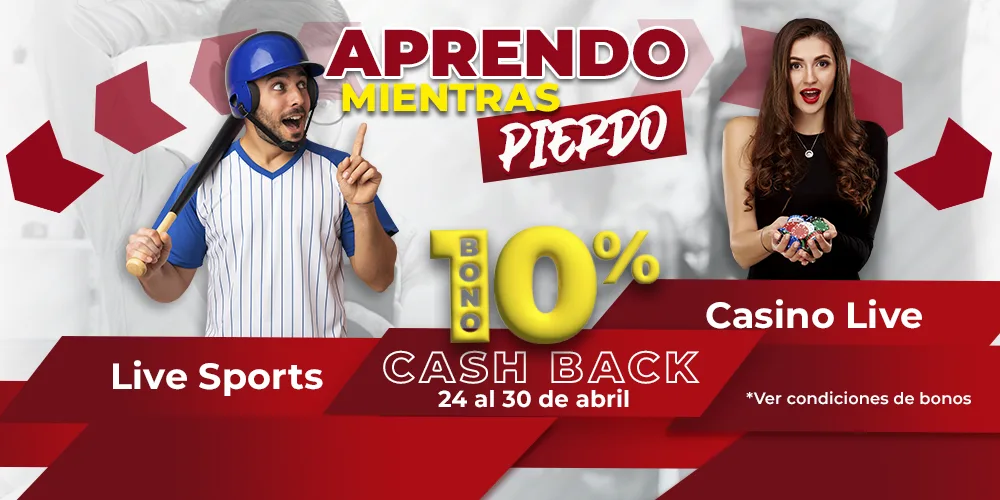 APRENDO
MIENTRAS
PIERDO
BONO
10%
CASH BACK
24 al 30 de abril
Live Sports
Casino Live
*Ver condiciones de bonos